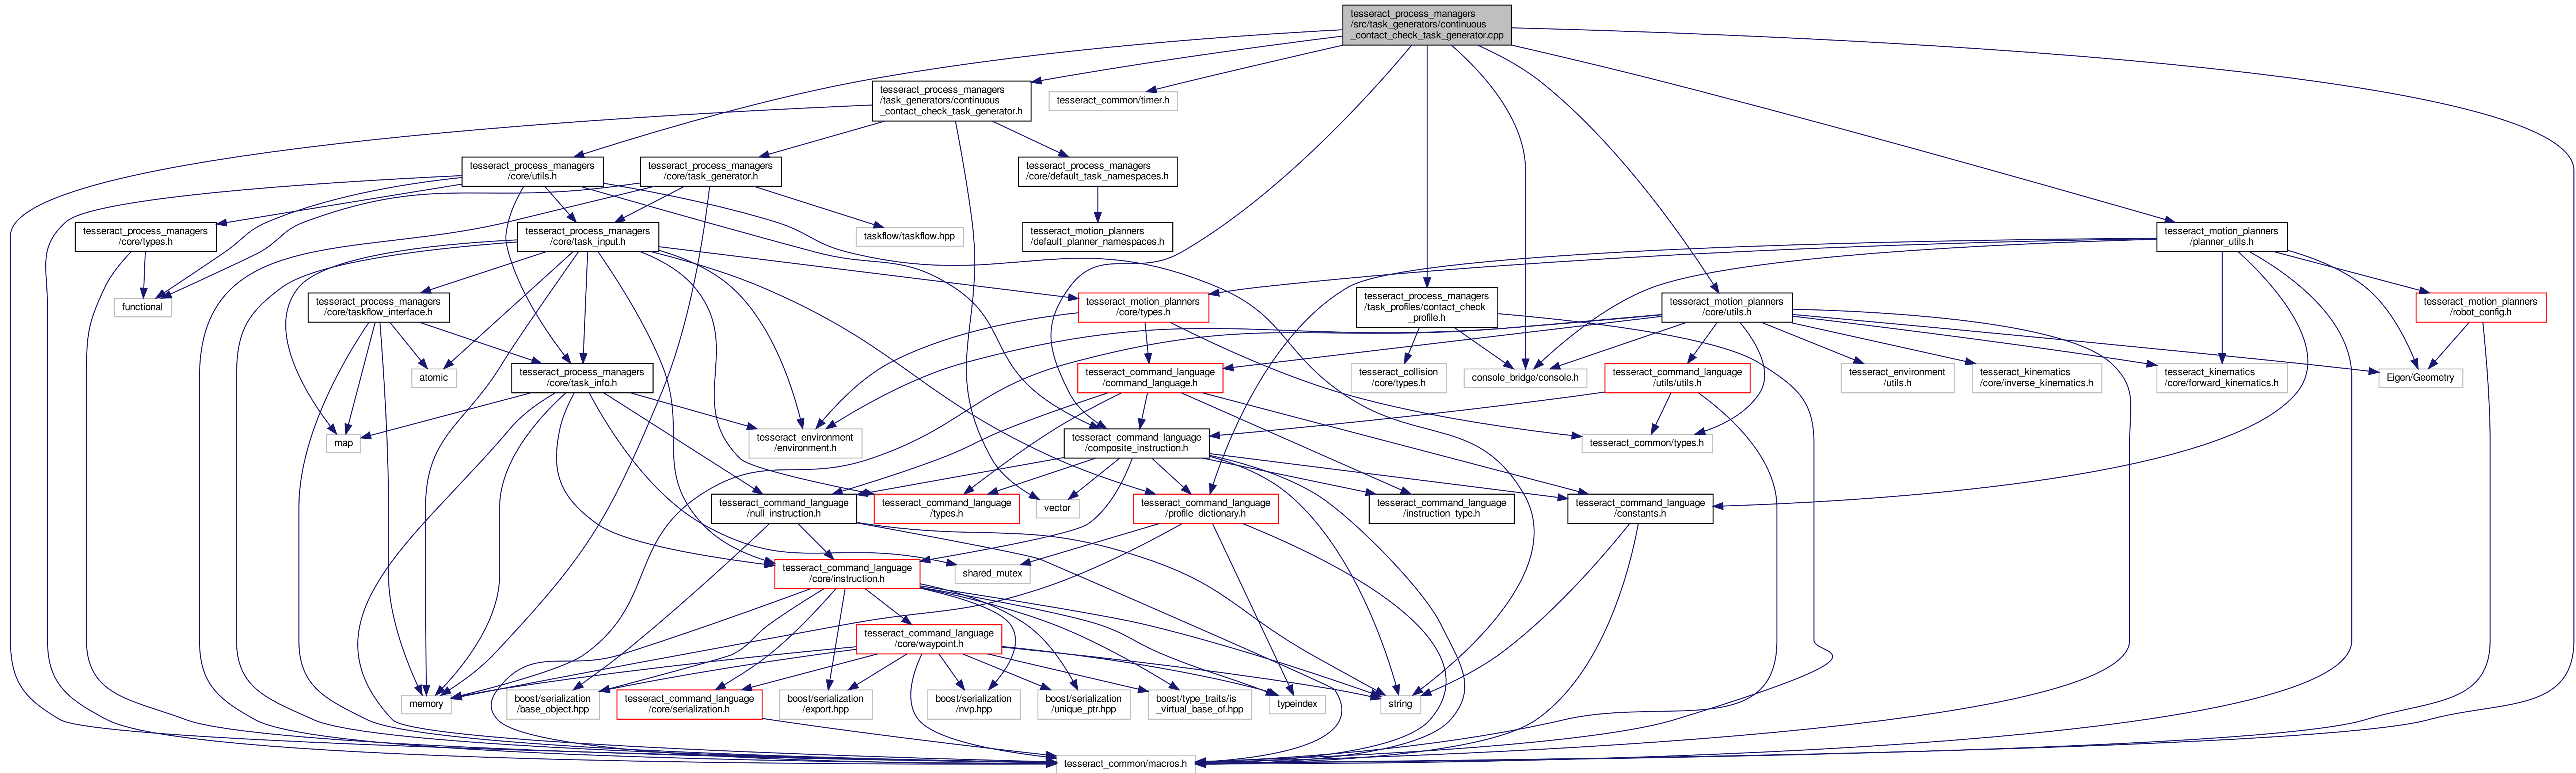 tesseract_process_managers
/src/task_generators/continuous
_contact_check_task_generator.cpp
tesseract_process_managers
/task_generators/continuous
_contact_check_task_generator.h
tesseract_common/timer.h
tesseract_process_managers
/core/utils.h
tesseract_process_managers
/core/task_generator.h
tesseract_process_managers
/core/default_task_namespaces.h
tesseract_process_managers
/core/types.h
tesseract_process_managers
/core/task_input.h
taskflow/taskflow.hpp
tesseract_motion_planners
/default_planner_namespaces.h
tesseract_motion_planners
/planner_utils.h
functional
tesseract_process_managers
/core/taskflow_interface.h
tesseract_motion_planners
/core/types.h
tesseract_process_managers
/task_profiles/contact_check
_profile.h
tesseract_motion_planners
/core/utils.h
tesseract_motion_planners
/robot_config.h
atomic
tesseract_process_managers
/core/task_info.h
tesseract_command_language
/command_language.h
tesseract_collision
/core/types.h
console_bridge/console.h
tesseract_command_language
/utils/utils.h
tesseract_environment
/utils.h
tesseract_kinematics
/core/inverse_kinematics.h
tesseract_kinematics
/core/forward_kinematics.h
Eigen/Geometry
map
tesseract_environment
/environment.h
tesseract_command_language
/composite_instruction.h
tesseract_common/types.h
tesseract_command_language
/null_instruction.h
tesseract_command_language
/types.h
vector
tesseract_command_language
/profile_dictionary.h
tesseract_command_language
/instruction_type.h
tesseract_command_language
/constants.h
tesseract_command_language
/core/instruction.h
shared_mutex
tesseract_command_language
/core/waypoint.h
memory
boost/serialization
/base_object.hpp
tesseract_command_language
/core/serialization.h
boost/serialization
/export.hpp
boost/serialization
/nvp.hpp
boost/serialization
/unique_ptr.hpp
boost/type_traits/is
_virtual_base_of.hpp
typeindex
string
tesseract_common/macros.h